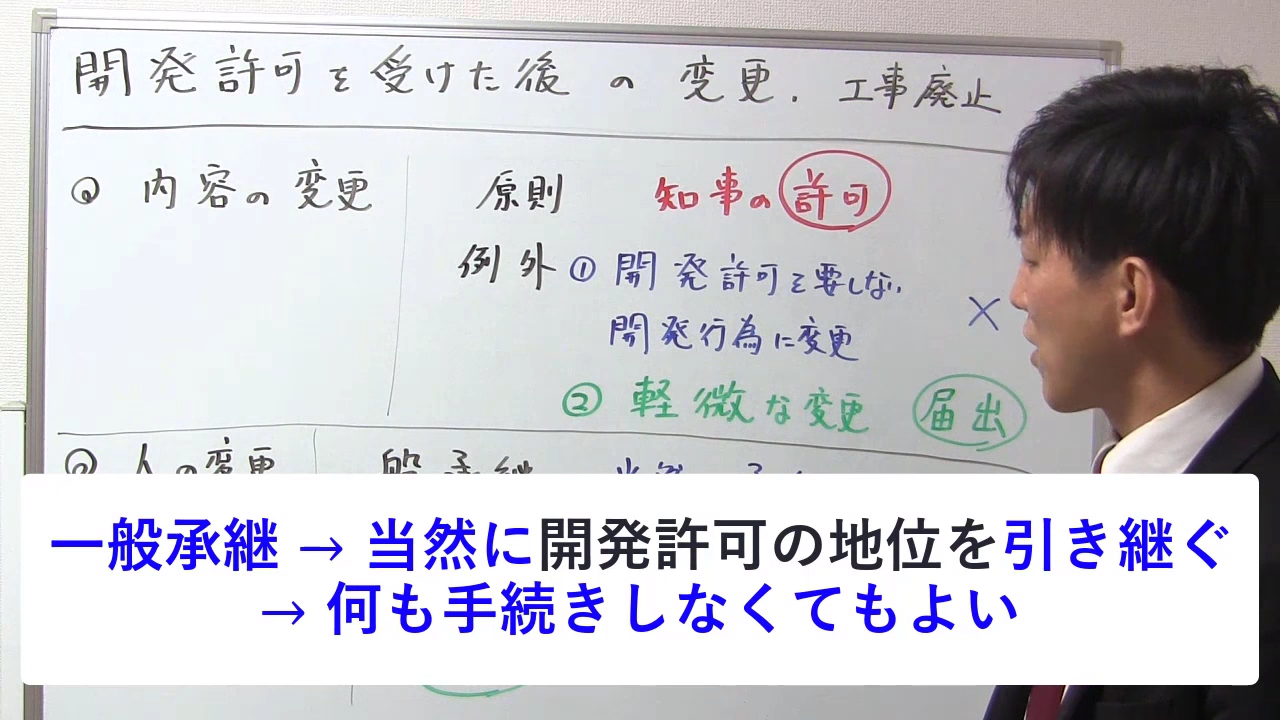 開発許可を受けた後の変更.工事廃止
内容の変更
原則 知事の許可
例外 ① 開発許可を要しない
開発行為に変更 ×
② 軽微な変更 届出
人の変更
一般承継 → 当然に開発許可の地位を引き継ぐ
→ 何も手続きしなくてもよい